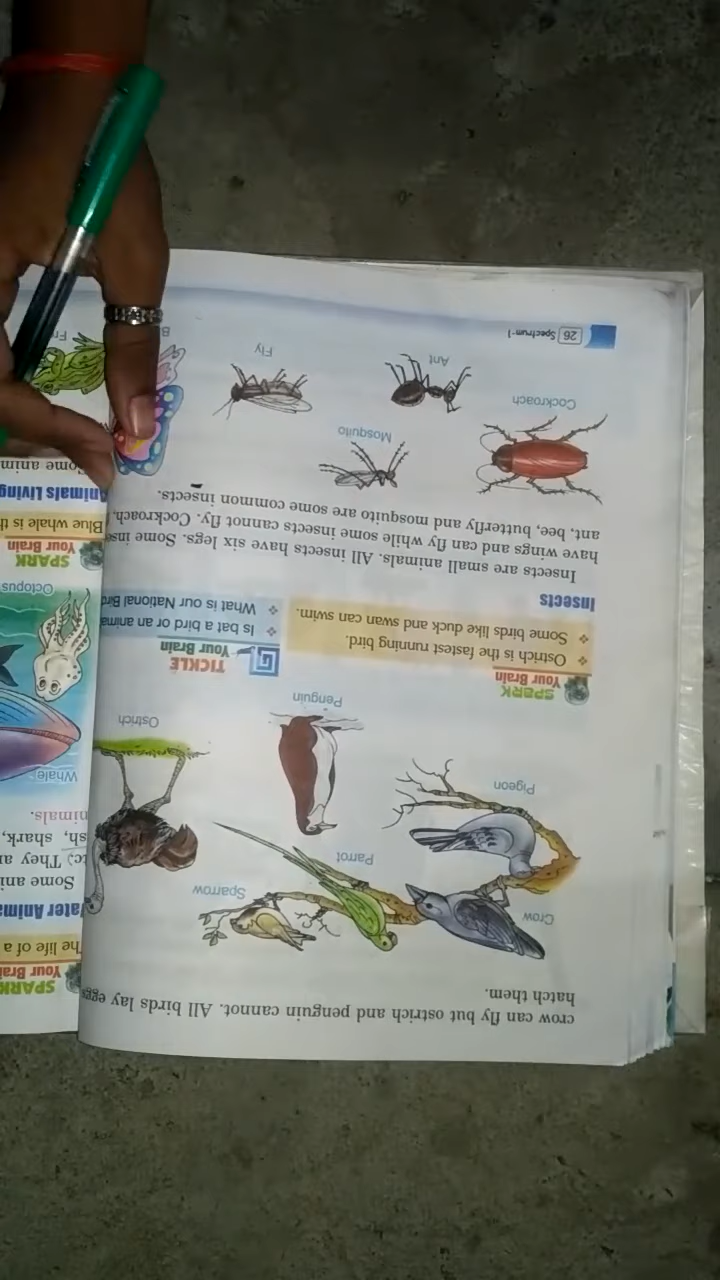 crow can fly but ostrich and penguin cannot. All birds lay eggs
hatch them.
Crow
Sparrow
Parrot
Pigeon
Penguin
Ostrich
SPARK
Your Brain
❖ Ostrich is the fastest running bird.
❖ Some birds like duck and swan can swim.
TICKLE
Your Brain
❖ Is bat a bird or an
❖ What is our National Bird
Insects
Insects are small animals. All insects have six legs. Some
have wings and can fly while some insects cannot fly. Cockroach,
ant, bee, butterfly and mosquito are some common insects.
Mosquito
Cockroach
Ant
Fly
26 Spectrum-1
SPARK
Your Brain
The life of a
Some
They
shark,
Whale
Octopus
SPARK
Your Brain
Blue whale is
Animals Living
Some